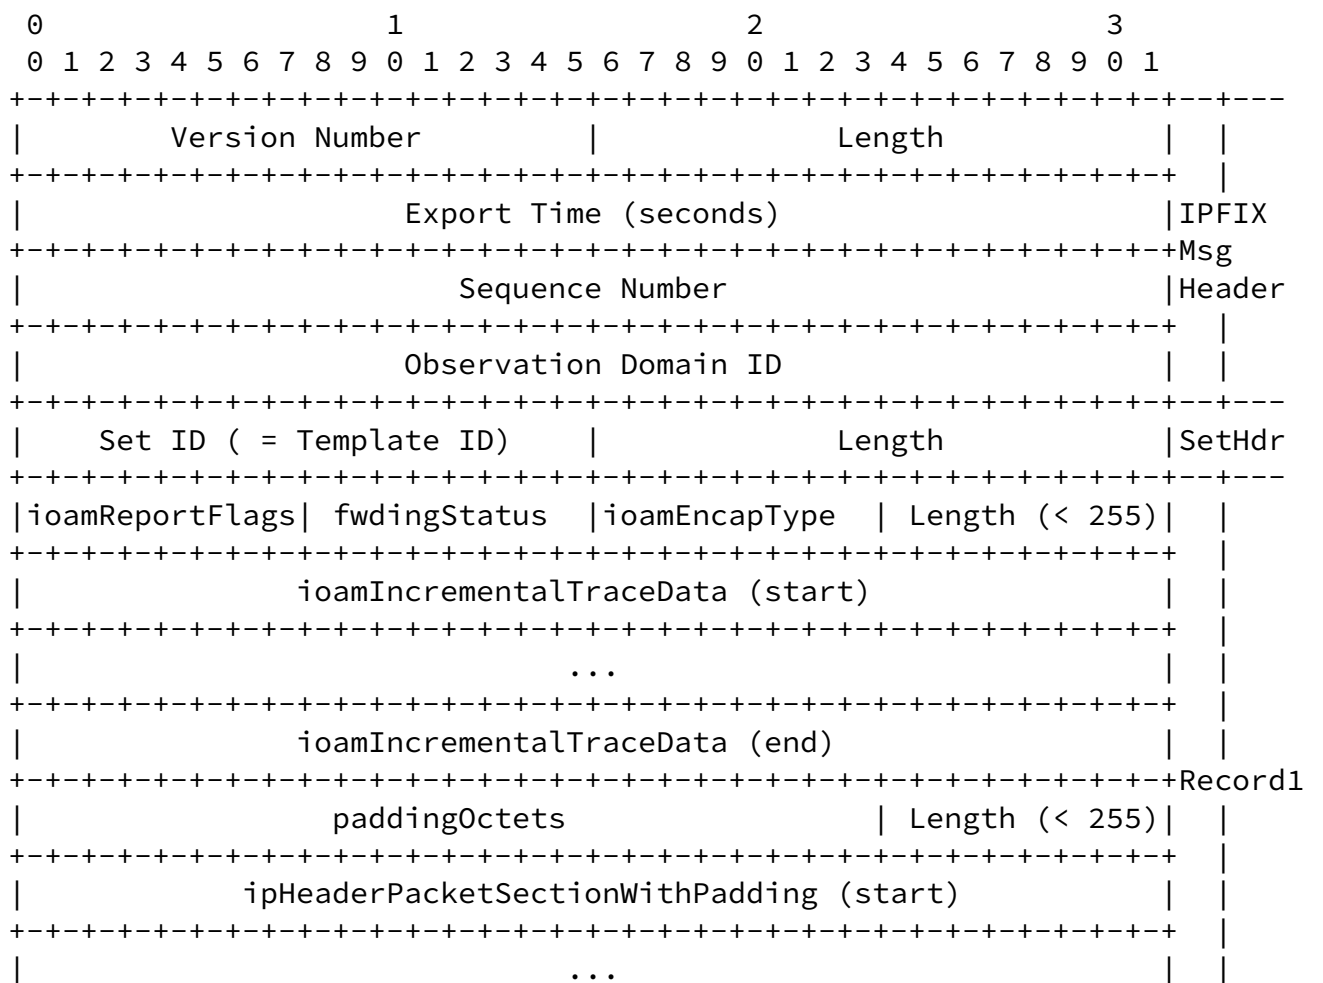 0                   1                   2                   3
 0 1 2 3 4 5 6 7 8 9 0 1 2 3 4 5 6 7 8 9 0 1 2 3 4 5 6 7 8 9 0 1
+-+-+-+-+-+-+-+-+-+-+-+-+-+-+-+-+-+-+-+-+-+-+-+-+-+-+-+-+-+-+-+-+--+---
|        Version Number         |             Length            |  |
+-+-+-+-+-+-+-+-+-+-+-+-+-+-+-+-+-+-+-+-+-+-+-+-+-+-+-+-+-+-+-+-+  |
|                     Export Time (seconds)                     |IPFIX
+-+-+-+-+-+-+-+-+-+-+-+-+-+-+-+-+-+-+-+-+-+-+-+-+-+-+-+-+-+-+-+-+Msg
|                        Sequence Number                        |Header
+-+-+-+-+-+-+-+-+-+-+-+-+-+-+-+-+-+-+-+-+-+-+-+-+-+-+-+-+-+-+-+-+  |
|                     Observation Domain ID                     |  |
+-+-+-+-+-+-+-+-+-+-+-+-+-+-+-+-+-+-+-+-+-+-+-+-+-+-+-+-+-+-+-+-+--+---
|    Set ID ( = Template ID)    |             Length            |SetHdr
+-+-+-+-+-+-+-+-+-+-+-+-+-+-+-+-+-+-+-+-+-+-+-+-+-+-+-+-+-+-+-+-+--+---
|ioamReportFlags| fwdingStatus  |ioamEncapType  | Length (< 255)|  |
+-+-+-+-+-+-+-+-+-+-+-+-+-+-+-+-+-+-+-+-+-+-+-+-+-+-+-+-+-+-+-+-+  |
|               ioamIncrementalTraceData (start)                |  |
+-+-+-+-+-+-+-+-+-+-+-+-+-+-+-+-+-+-+-+-+-+-+-+-+-+-+-+-+-+-+-+-+  |
|                              ...                              |  |
+-+-+-+-+-+-+-+-+-+-+-+-+-+-+-+-+-+-+-+-+-+-+-+-+-+-+-+-+-+-+-+-+  |
|               ioamIncrementalTraceData (end)                  |  |
+-+-+-+-+-+-+-+-+-+-+-+-+-+-+-+-+-+-+-+-+-+-+-+-+-+-+-+-+-+-+-+-+Record1
|                 paddingOctets                 | Length (< 255)|  |
+-+-+-+-+-+-+-+-+-+-+-+-+-+-+-+-+-+-+-+-+-+-+-+-+-+-+-+-+-+-+-+-+  |
|            ipHeaderPacketSectionWithPadding (start)           |  |
+-+-+-+-+-+-+-+-+-+-+-+-+-+-+-+-+-+-+-+-+-+-+-+-+-+-+-+-+-+-+-+-+  |
|                              ...                              |  |